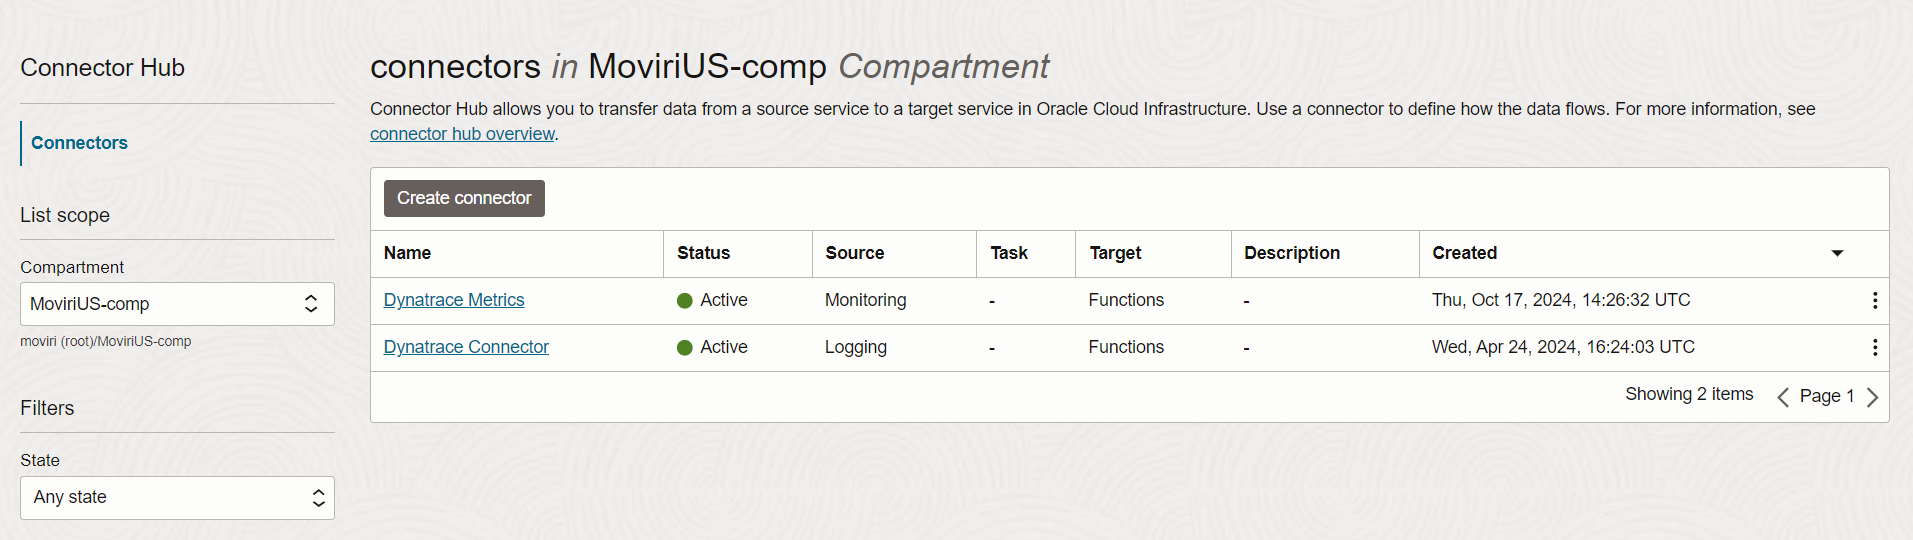 Connector Hub
Connectors
List scope
Compartment
MoviriUS-comp
moviri (root)/MoviriUS-comp
Filters
State
Any state
connectors in MoviriUS-comp Compartment
Connector Hub allows you to transfer data from a source service to a target service in Oracle Cloud Infrastructure. Use a connector to define how the data flows. For more information, see
connector hub overview.
Create connector
Name Status Source Task Target Description Created
Dynatrace Metrics Active Monitoring - Functions - Thu, Oct 17, 2024, 14:26:32 UTC
Dynatrace Connector Active Logging - Functions - Wed, Apr 24, 2024, 16:24:03 UTC
Showing 2 items Page 1